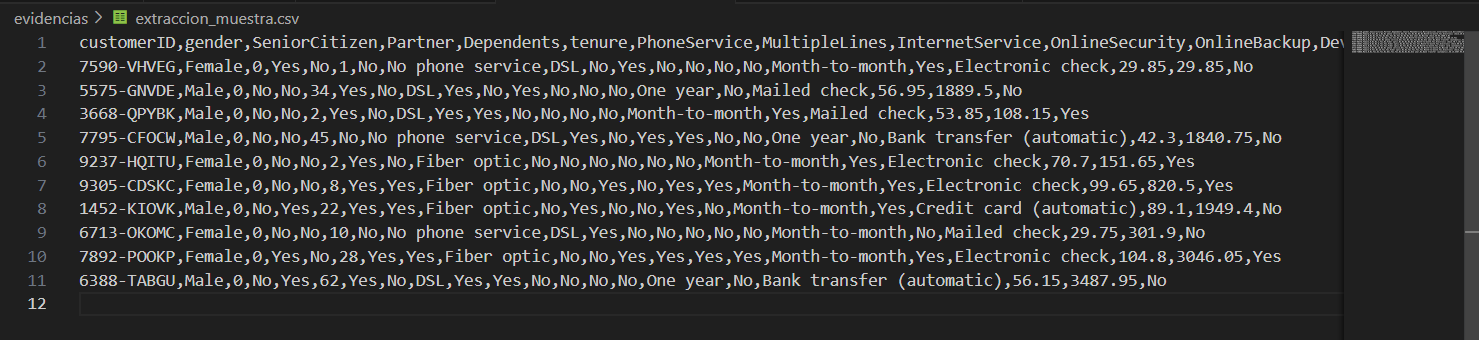 evidencias > extraccion_muestra.csv
1 customerID,gender,SeniorCitizen,Partner,Dependents,tenure,PhoneService,MultipleLines,InternetService,OnlineSecurity,OnlineBackup,Dev
2 7590-VHVEG,Female,0,Yes,No,1,No,No phone service,DSL,No,Yes,No,No,No,No,Month-to-month,Yes,Electronic check,29.85,29.85,No
3 5575-GNVDE,Male,0,No,No,34,Yes,No,DSL,Yes,No,Yes,No,No,No,One year,No,Mailed check,56.95,1889.5,No
4 3668-QPYBK,Male,0,No,No,2,Yes,No,DSL,Yes,Yes,No,No,No,No,Month-to-month,Yes,Mailed check,53.85,108.15,Yes
5 7795-CFOCW,Male,0,No,No,45,No,No phone service,DSL,Yes,No,Yes,Yes,No,No,One year,No,Bank transfer (automatic),42.3,1840.75,No
6 9237-HQITU,Female,0,No,No,2,Yes,No,Fiber optic,No,No,No,No,No,No,Month-to-month,Yes,Electronic check,70.7,151.65,Yes
7 9305-CDSKC,Female,0,No,No,8,Yes,Yes,Fiber optic,No,No,Yes,No,Yes,Yes,Month-to-month,Yes,Electronic check,99.65,820.5,Yes
8 1452-KIOVK,Male,0,No,Yes,22,Yes,Yes,Fiber optic,No,Yes,No,No,Yes,No,Month-to-month,Yes,Credit card (automatic),89.1,1949.4,No
9 6713-OKOMC,Female,0,No,No,10,No,No phone service,DSL,Yes,No,No,No,No,No,Month-to-month,No,Mailed check,29.75,301.9,No
10 7892-POOKP,Female,0,Yes,No,28,Yes,Yes,Fiber optic,No,No,Yes,Yes,Yes,Yes,Month-to-month,Yes,Electronic check,104.8,3046.05,Yes
11 6388-TABGU,Male,0,No,Yes,62,Yes,No,DSL,Yes,Yes,No,No,No,No,One year,No,Bank transfer (automatic),56.15,3487.95,No
12